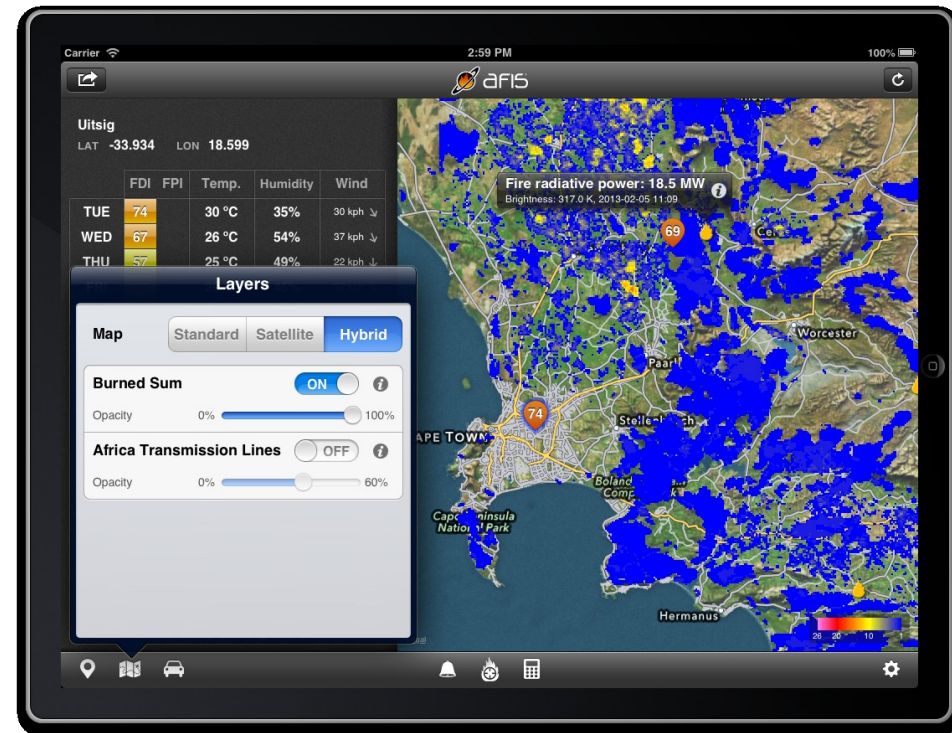 Carrier 2:59 PM 100%
afis
Uitsig
LAT -33.934 LON 18.599
FDI FPI Temp. Humidity Wind
TUE 74 30 °C 35% 30 kph
WED 67 26 °C 54% 37 kph
THU 57 25 °C 49% 22 kph
Layers
Map Standard Satellite Hybrid
Burned Sum ON
Opacity 0% 100%
Africa Transmission Lines OFF
Opacity 0% 60%
Fire radiative power: 18.5 MW
Brightness: 317.0 K, 2013-02-05 11:09
69
Worcester
Paarl
74
APE TOWN
Hermanus
26 20 10 1